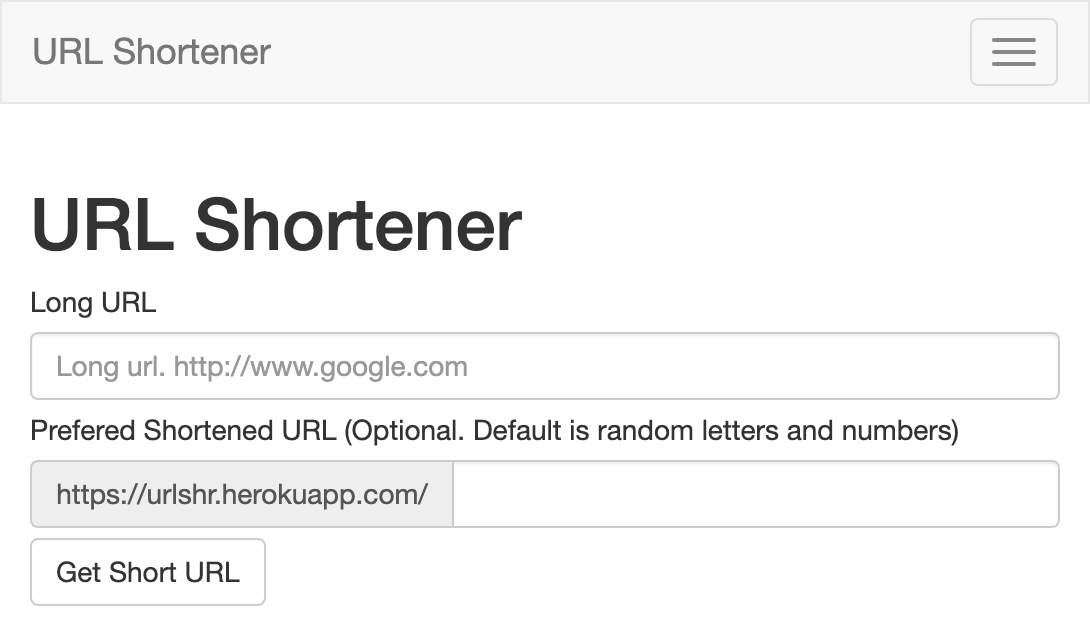 URL Shortener
URL Shortener
Long URL
Long url. http://www.google.com
Prefered Shortened URL (Optional. Default is random letters and numbers)
https://urlshr.herokuapp.com/
Get Short URL